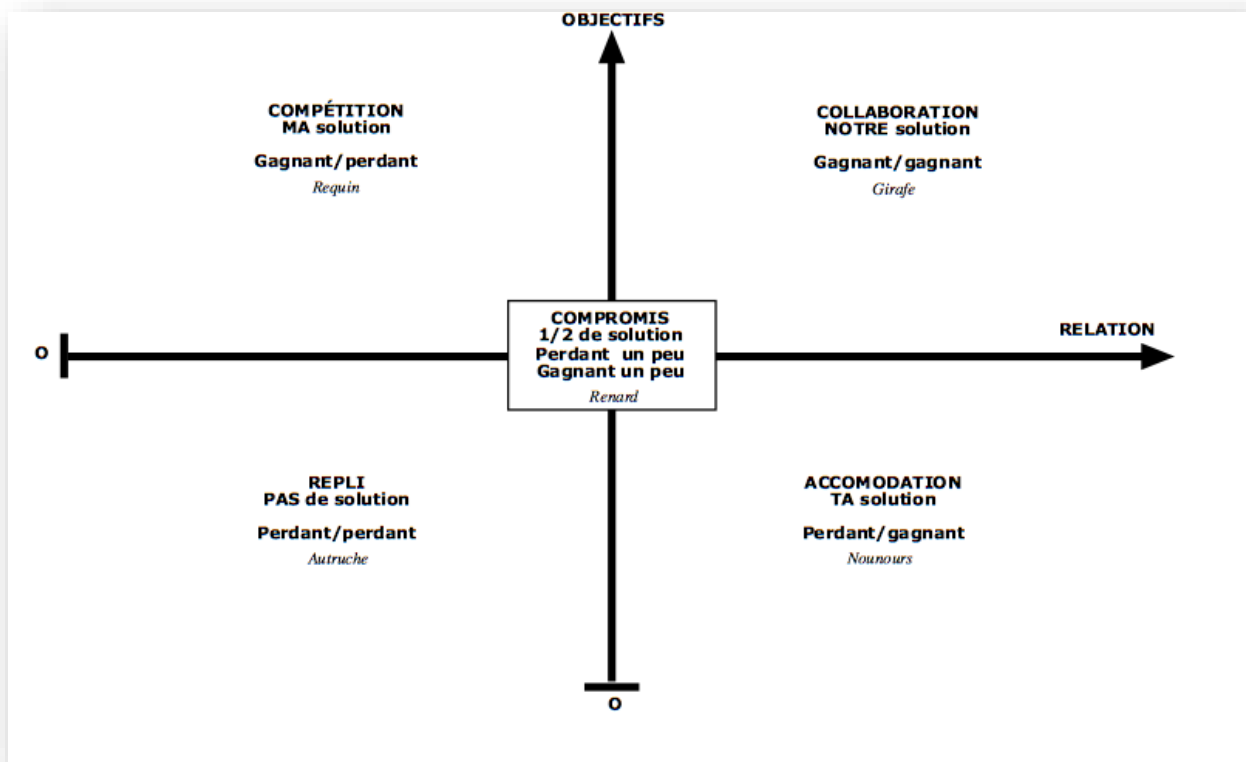 OBJECTIFS
COMPÉTITION
MA solution
Gagnant/perdant
Requin
COLLABORATION
NOTRE solution
Gagnant/gagnant
Girafe
RELATION
O
COMPROMIS
1/2 de solution
Perdant un peu
Gagnant un peu
Renard
REPLI
PAS de solution
Perdant/perdant
Autruche
ACCOMODATION
TA solution
Perdant/gagnant
Nounours
O